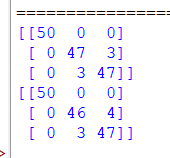 ================
[[50  0  0]
 [ 0 47  3]
 [ 0  3 47]]
[[50  0  0]
 [ 0 46  4]
 [ 0  3 47]]
>